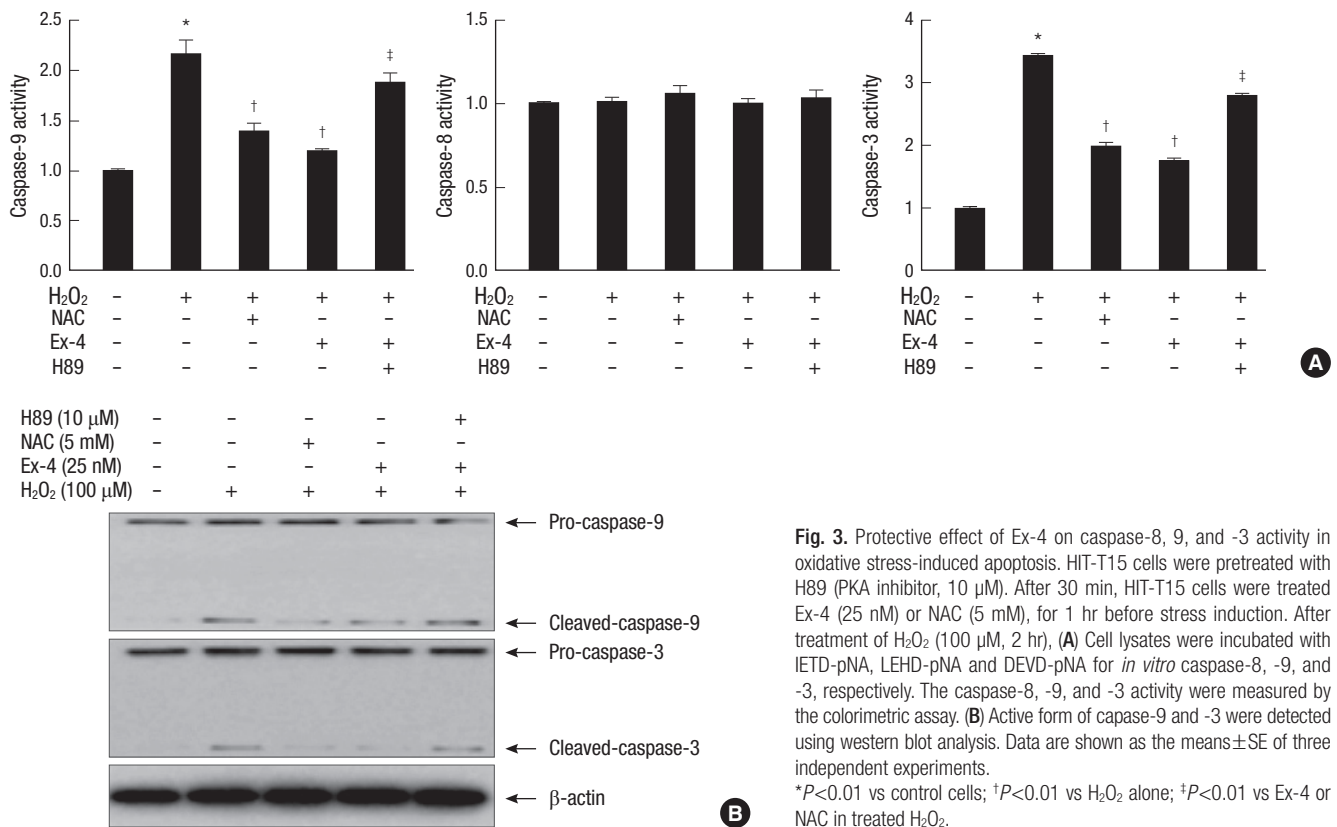 2.5
2.0
1.5
1.0
0.5
0.0
Caspase-9 activity
*
†
†
‡
H₂O₂ – + + + +
NAC – – + – –
Ex-4 – – – + +
H89 – – – – +
1.5
1.0
0.5
0.0
Caspase-8 activity
H₂O₂ – + + + +
NAC – – + – –
Ex-4 – – – + +
H89 – – – – +
4
3
2
1
0
Caspase-3 activity
*
†
†
‡
H₂O₂ – + + + +
NAC – – + – –
Ex-4 – – – + +
H89 – – – – +
A
H89 (10 μM) – – – – +
NAC (5 mM) – – + – –
Ex-4 (25 nM) – – – + +
H₂O₂ (100 μM) – + + + +
Pro-caspase-9
Cleaved-caspase-9
Pro-caspase-3
Cleaved-caspase-3
β-actin
B
Fig. 3. Protective effect of Ex-4 on caspase-8, 9, and -3 activity in
oxidative stress-induced apoptosis. HIT-T15 cells were pretreated with
H89 (PKA inhibitor, 10 μM). After 30 min, HIT-T15 cells were treated
Ex-4 (25 nM) or NAC (5 mM), for 1 hr before stress induction. After
treatment of H₂O₂ (100 μM, 2 hr), (A) Cell lysates were incubated with
IETD-pNA, LEHD-pNA and DEVD-pNA for in vitro caspase-8, -9, and
-3, respectively. The caspase-8, -9, and -3 activity were measured by
the colorimetric assay. (B) Active form of capase-9 and -3 were detected
using western blot analysis. Data are shown as the means±SE of three
independent experiments.
*P<0.01 vs control cells; †P<0.01 vs H₂O₂ alone; ‡P<0.01 vs Ex-4 or
NAC in treated H₂O₂.